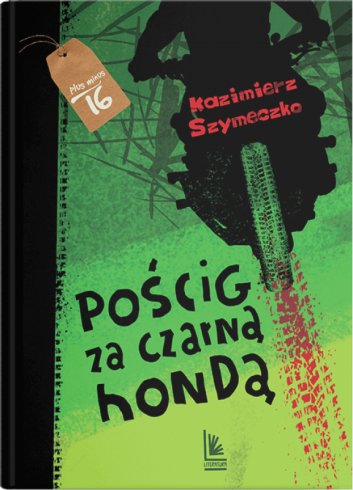 plus minus
16
Kazimierz
Szymeczko
POŚCIG
za czarną
hondą
LITERATURA